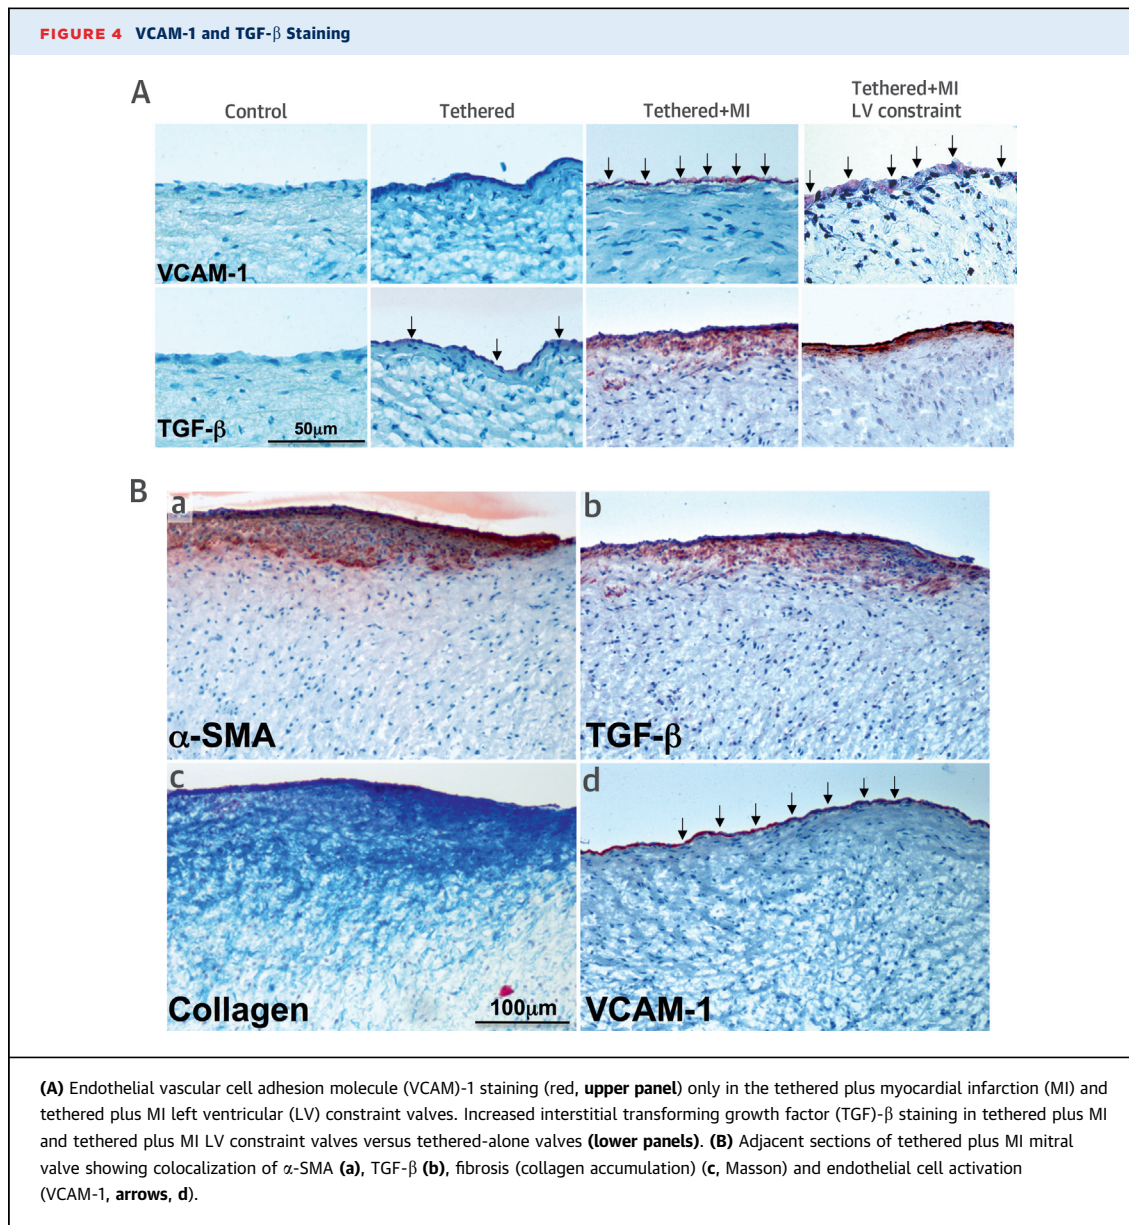 FIGURE 4 VCAM-1 and TGF-β Staining
A
Control
Tethered
Tethered+MI
Tethered+MI
LV constraint
VCAM-1
TGF-β
50μm
B
a
b
α-SMA
TGF-β
c
d
Collagen
100μm
VCAM-1
(A) Endothelial vascular cell adhesion molecule (VCAM)-1 staining (red, upper panel) only in the tethered plus myocardial infarction (MI) and
tethered plus MI left ventricular (LV) constraint valves. Increased interstitial transforming growth factor (TGF)-β staining in tethered plus MI
and tethered plus MI LV constraint valves versus tethered-alone valves (lower panels). (B) Adjacent sections of tethered plus MI mitral
valve showing colocalization of α-SMA (a), TGF-β (b), fibrosis (collagen accumulation) (c, Masson) and endothelial cell activation
(VCAM-1, arrows, d).